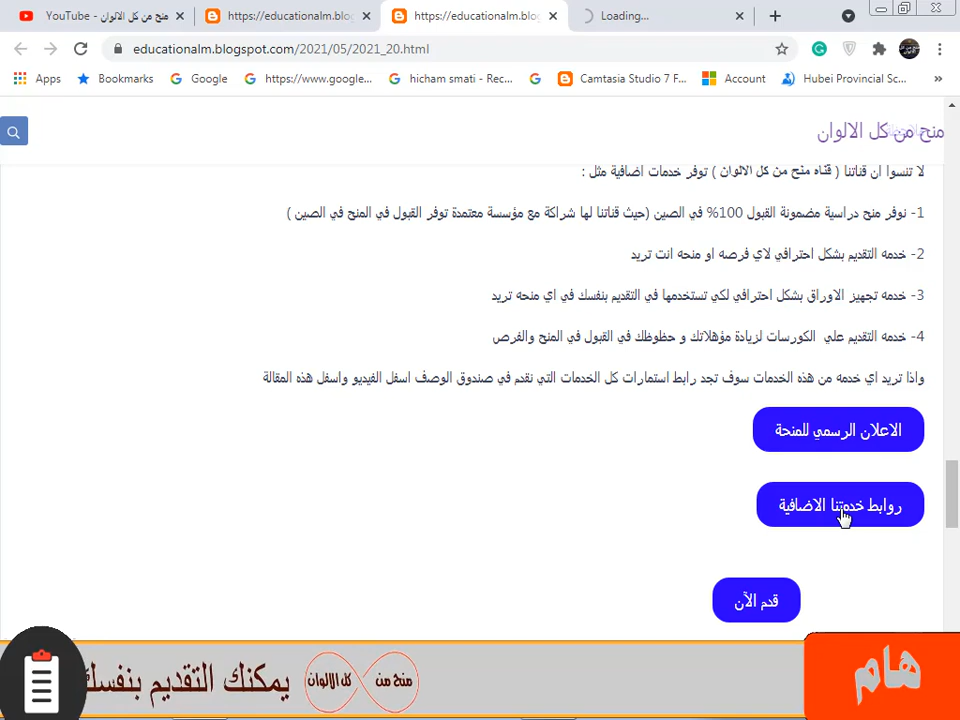 منح من كل الالوان - YouTube
https://educationalm.blog
https://educationalm.blog
Loading...
educationalm.blogspot.com/2021/05/2021_20.html
Apps
Bookmarks
Google
https://www.google...
hicham smati - Rec...
Camtasia Studio 7 F...
Account
Hubei Provincial Sc...
»
منح من كل الالوان
لا تنسوا ان قناتنا ( قناه منح من كل الالوان ) توفر خدمات اضافية مثل :
1- نوفر منح دراسية مضمونة القبول 100% في الصين (حيث قناتنا لها شراكة مع مؤسسة معتمدة توفر القبول في المنح في الصين )
2- خدمه التقديم بشكل احترافي لاي فرصه او منحه انت تريد
3- خدمه تجهيز الاوراق بشكل احترافي لكي تستخدمها في التقديم بنفسك في اي منحه تريد
4- خدمه التقديم علي الكورسات لزيادة مؤهلاتك و حظوظك في القبول في المنح والفرص
واذا تريد اي خدمه من هذه الخدمات سوف تجد رابط استمارات كل الخدمات التي نقدم في صندوق الوصف اسفل الفيديو واسفل هذه المقالة
الاعلان الرسمي للمنحة
روابط خدمتنا الاضافية
قدم الآن
هام
منح من كل الالوان
يمكنك التقديم بنفسك